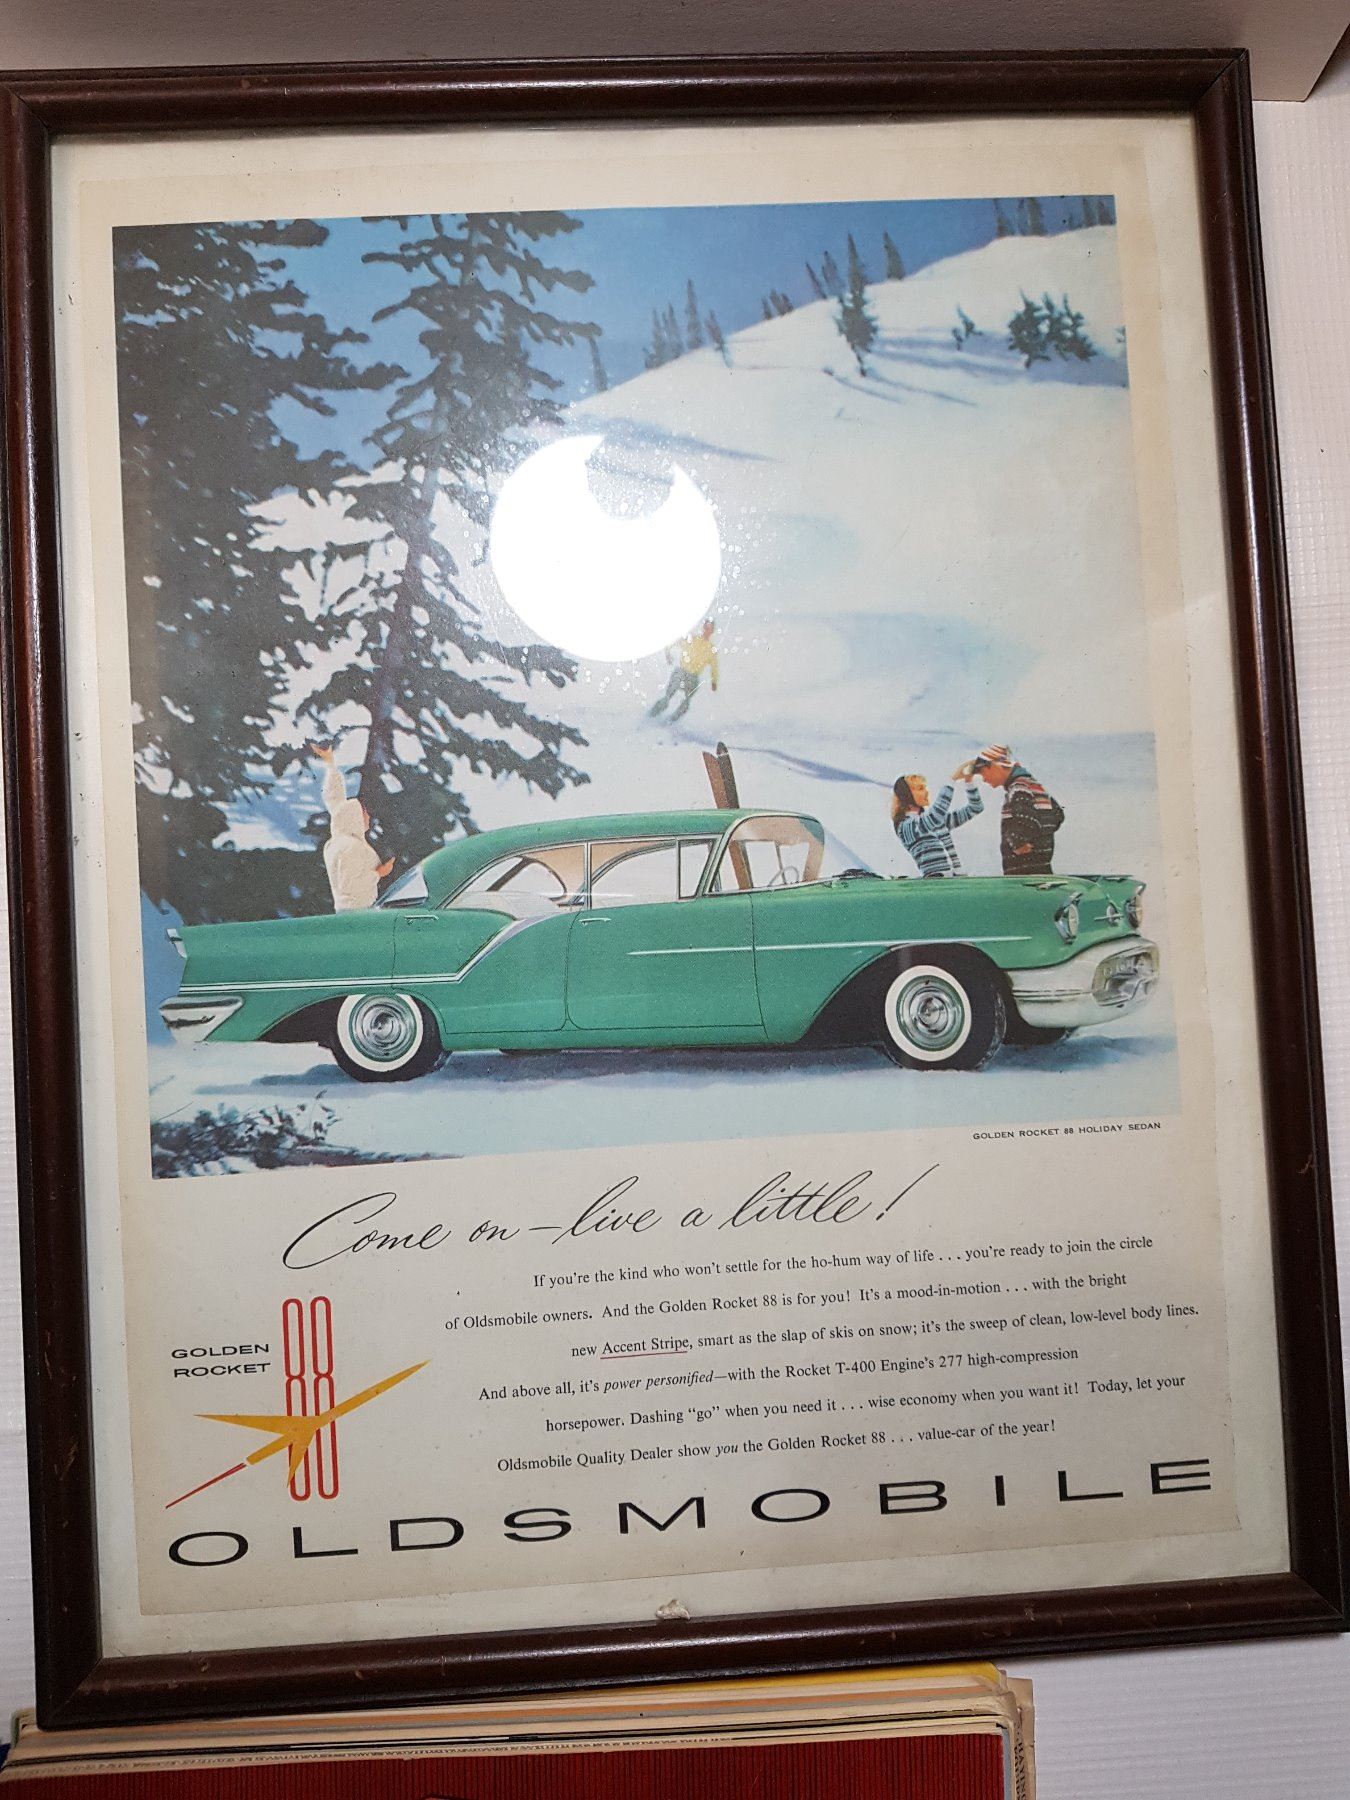 GOLDEN ROCKET 88 HOLIDAY SEDAN
Come on—live a little!
If you're the kind who won't settle for the ho-hum way of life . . . you're ready to join the circle
of Oldsmobile owners. And the Golden Rocket 88 is for you! It's a mood-in-motion . . . with the bright
new Accent Stripe, smart as the slap of skis on snow; it's the sweep of clean, low-level body lines.
And above all, it's power personified—with the Rocket T-400 Engine's 277 high-compression
horsepower. Dashing "go" when you need it . . . wise economy when you want it! Today, let your
Oldsmobile Quality Dealer show you the Golden Rocket 88 . . . value-car of the year!
GOLDEN
ROCKET
88
OLDSMOBILE